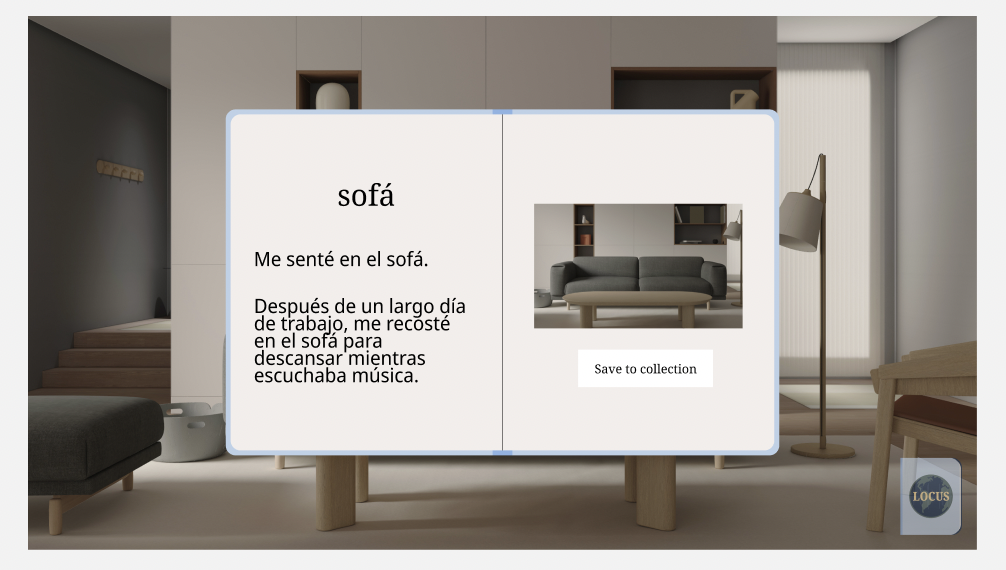 sofá
Me senté en el sofá.
Después de un largo día
de trabajo, me recosté
en el sofá para
descansar mientras
escuchaba música.
Save to collection
LOCUS